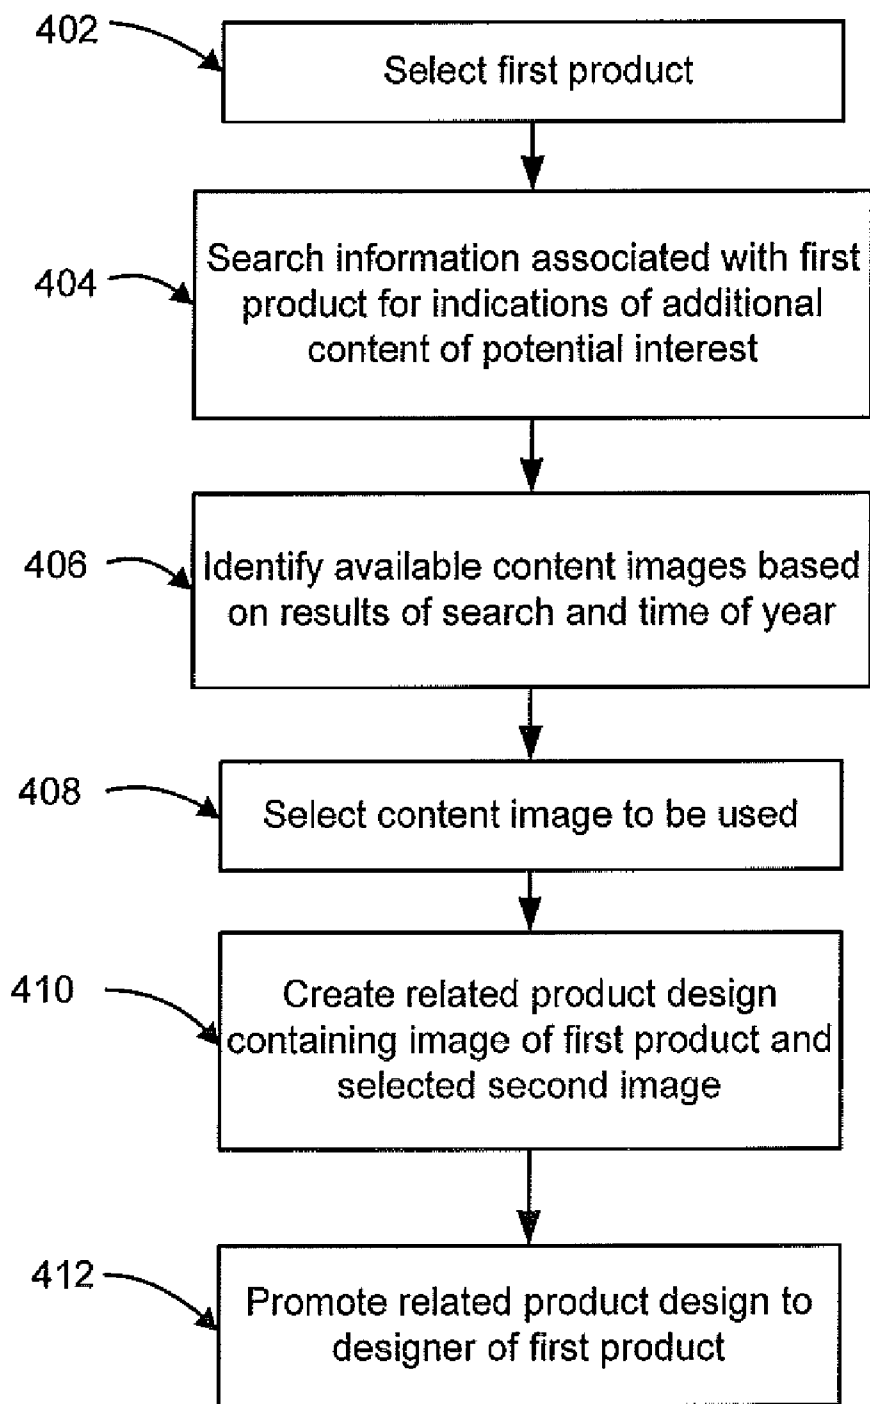 402
Select first product
404
Search information associated with first
product for indications of additional
content of potential interest
406
Identify available content images based
on results of search and time of year
408
Select content image to be used
410
Create related product design
containing image of first product and
selected second image
412
Promote related product design to
designer of first product